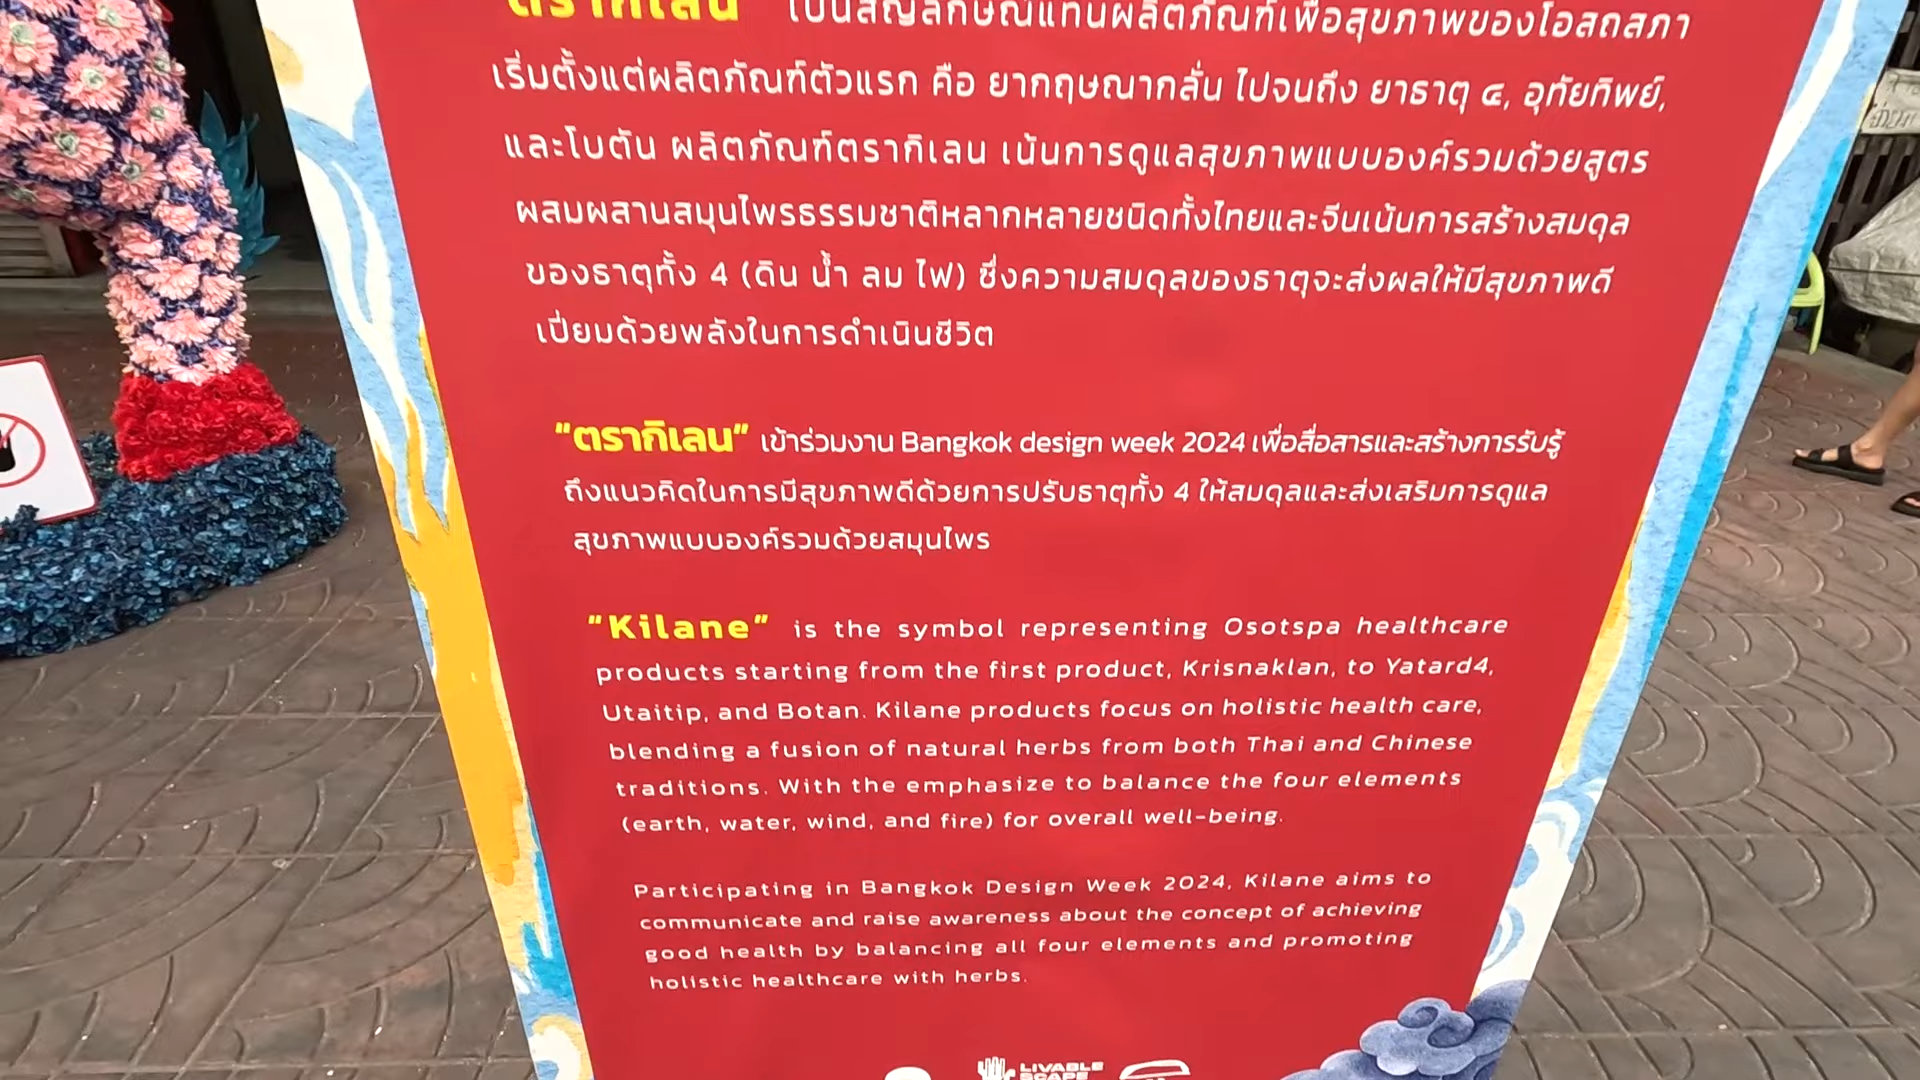 "ตรากิเลน" เป็นสัญลักษณ์แทนผลิตภัณฑ์เพื่อสุขภาพของโอสถสภา
เริ่มตั้งแต่ผลิตภัณฑ์ตัวแรก คือ ยากฤษณากลั่น ไปจนถึง ยาธาตุ ๔, อุทัยทิพย์,
และโบตัน ผลิตภัณฑ์ตรากิเลน เน้นการดูแลสุขภาพแบบองค์รวมด้วยสูตร
ผสมผสานสมุนไพรธรรมชาติหลากหลายชนิดทั้งไทยและจีนเน้นการสร้างสมดุล
ของธาตุทั้ง 4 (ดิน น้ำ ลม ไฟ) ซึ่งความสมดุลของธาตุจะส่งผลให้มีสุขภาพดี
เปี่ยมด้วยพลังในการดำเนินชีวิต
"ตรากิเลน" เข้าร่วมงาน Bangkok design week 2024 เพื่อสื่อสารและสร้างการรับรู้
ถึงแนวคิดในการมีสุขภาพดีด้วยการปรับธาตุทั้ง 4 ให้สมดุลและส่งเสริมการดูแล
สุขภาพแบบองค์รวมด้วยสมุนไพร
"Kilane" is the symbol representing Osotspa healthcare
products starting from the first product, Krisnaklan, to Yatard4,
Utaitip, and Botan. Kilane products focus on holistic health care,
blending a fusion of natural herbs from both Thai and Chinese
traditions. With the emphasize to balance the four elements
(earth, water, wind, and fire) for overall well-being.
Participating in Bangkok Design Week 2024, Kilane aims to
communicate and raise awareness about the concept of achieving
good health by balancing all four elements and promoting
holistic healthcare with herbs.
LIVABLE
SCAPE